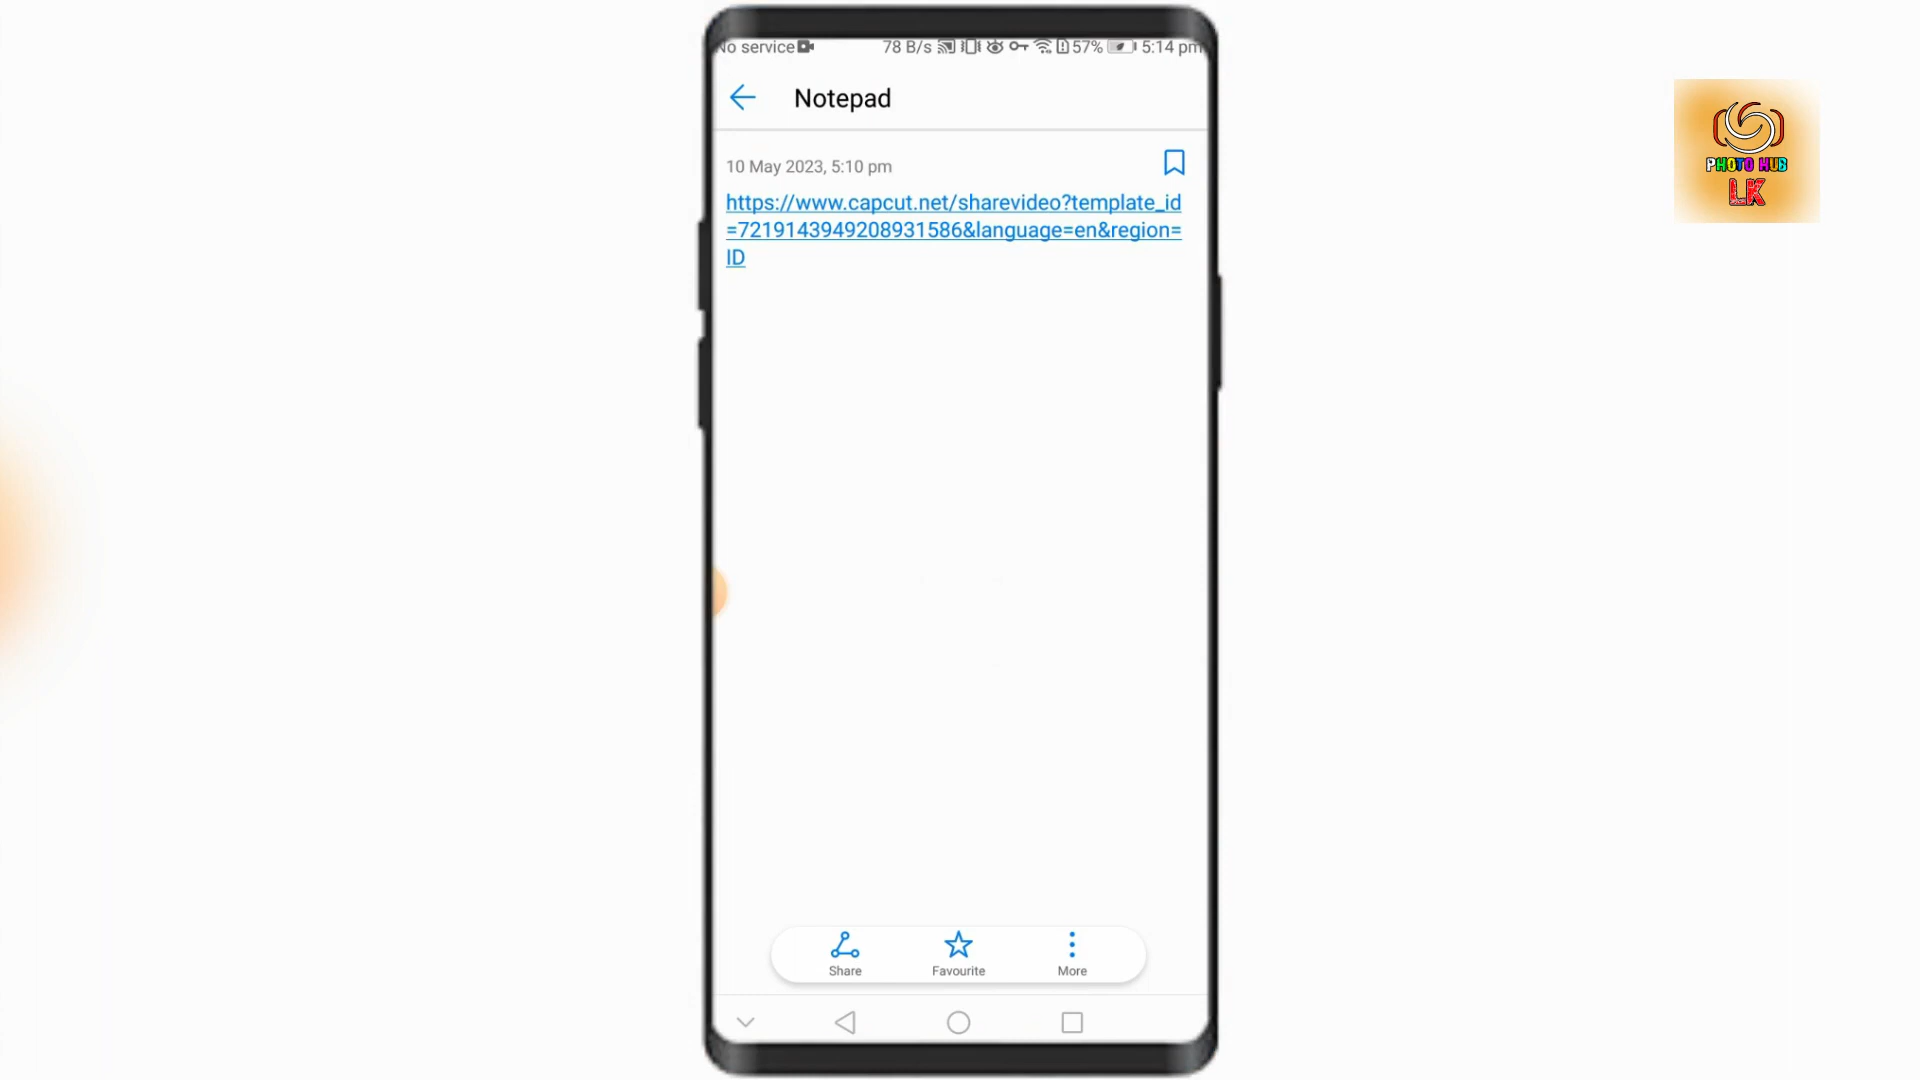 No service 78 B/s 57% 5:14 pm
Notepad
10 May 2023, 5:10 pm
https://www.capcut.net/sharevideo?template_id
=7219143949208931586&language=en&region=
ID
Share Favourite More
PHOTO HUB
LK